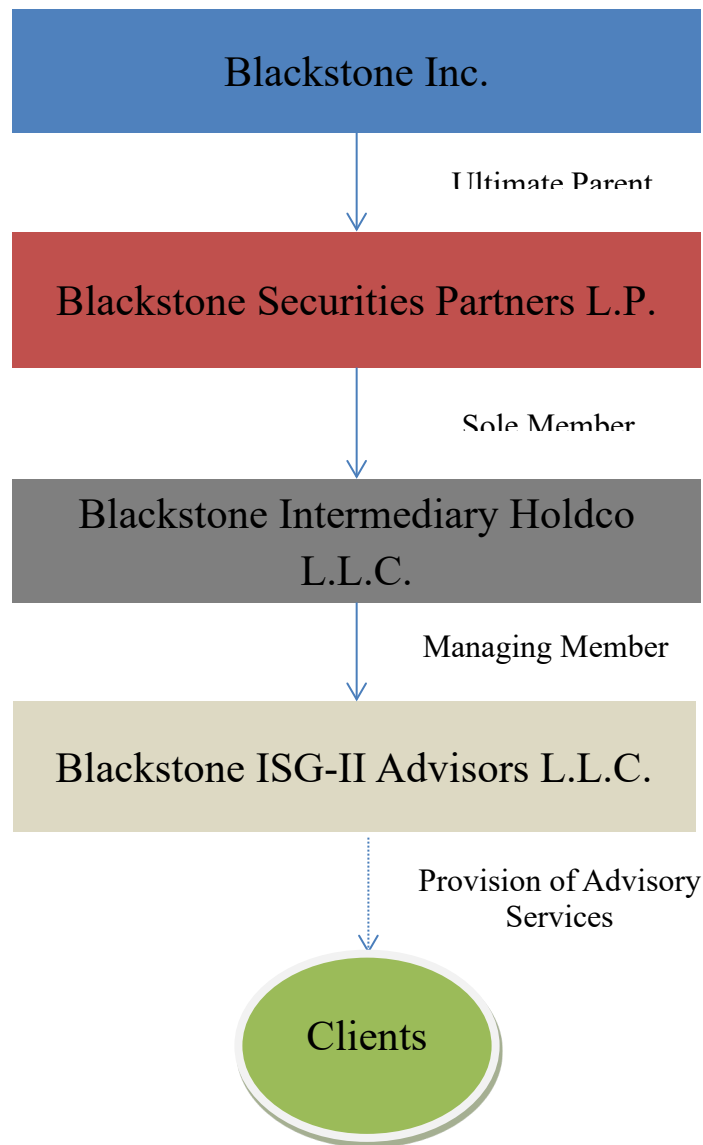 Blackstone Inc.
Ultimate Parent
Blackstone Securities Partners L.P.
Sole Member
Blackstone Intermediary Holdco
L.L.C.
Managing Member
Blackstone ISG-II Advisors L.L.C.
Provision of Advisory
Services
Clients